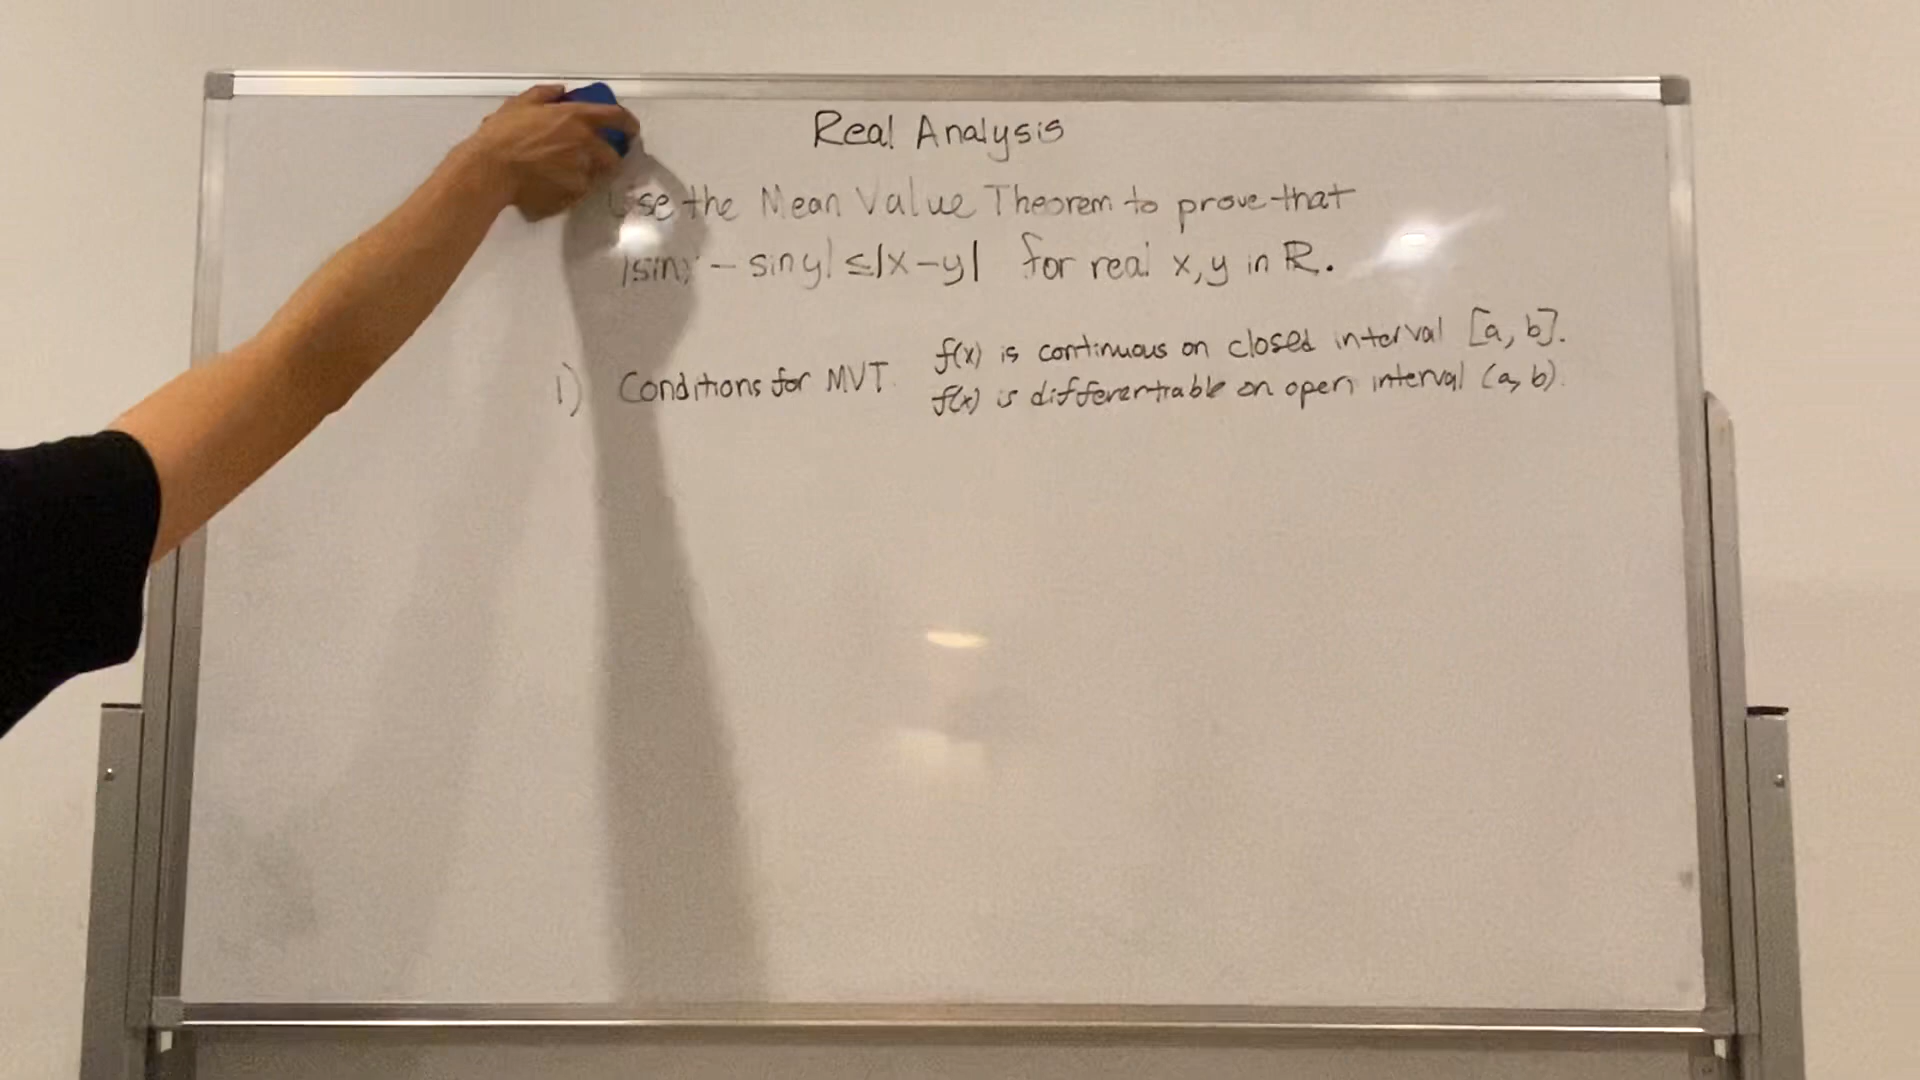 Real Analysis
Use the Mean Value Theorem to prove that
|sinx - siny| ≤ |x-y| for real x, y in ℝ.
1) Conditions for MVT
f(x) is continuous on closed interval [a, b].
f(x) is differentiable on open interval (a, b).